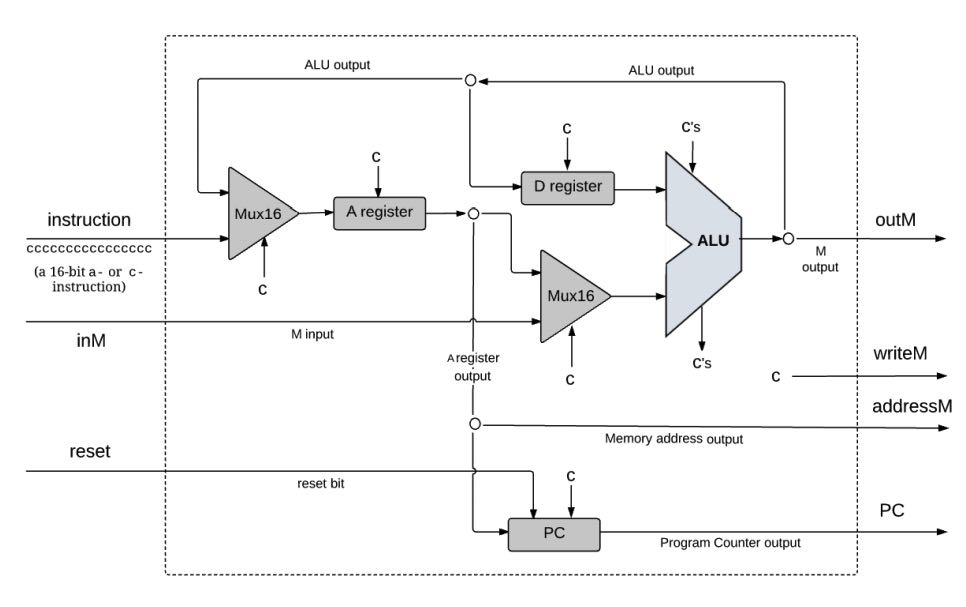 ALU output
ALU output
c
c's
c
D register
Mux16
A register
instruction
cccccccccccccccc
(a 16-bit a- or c-
instruction)
ALU
outM
M
output
c
Mux16
M input
inM
A register
output
c
c's
c
writeM
addressM
Memory address output
reset
reset bit
c
PC
PC
Program Counter output